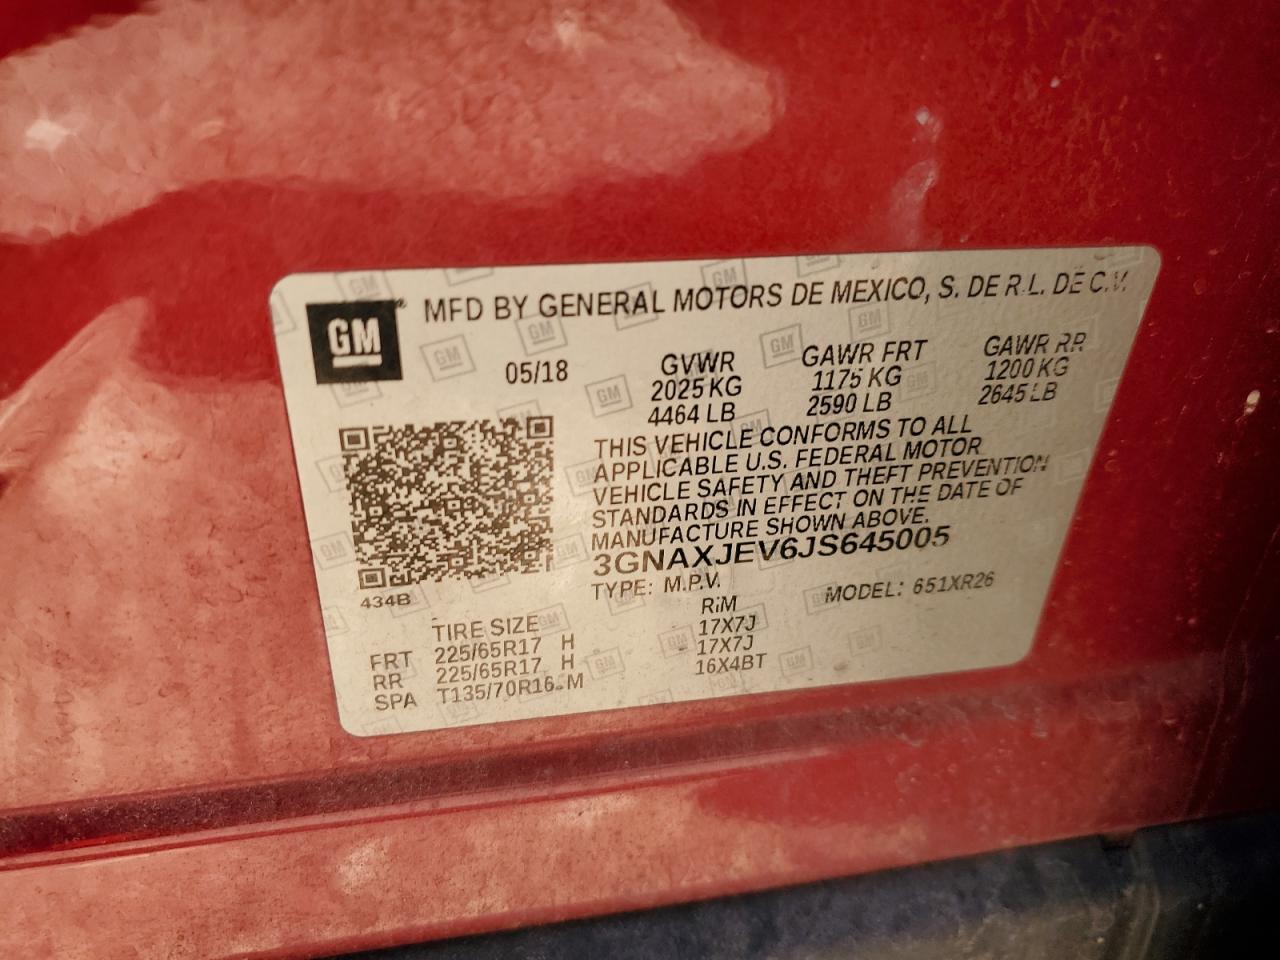 GM ® MFD BY GENERAL MOTORS DE MEXICO, S. DE R.L. DE C.V.
05/18 GVWR GAWR FRT GAWR RR
2025 KG 1175 KG 1200 KG
4464 LB 2590 LB 2645 LB
THIS VEHICLE CONFORMS TO ALL
APPLICABLE U.S. FEDERAL MOTOR
VEHICLE SAFETY AND THEFT PREVENTION
STANDARDS IN EFFECT ON THE DATE OF
MANUFACTURE SHOWN ABOVE.
3GNAXJEV6JS645005
434B TYPE: M.P.V. MODEL: 651XR26
TIRE SIZE RIM
FRT 225/65R17 H 17X7J
RR 225/65R17 H 17X7J
SPA T135/70R16 M 16X4BT